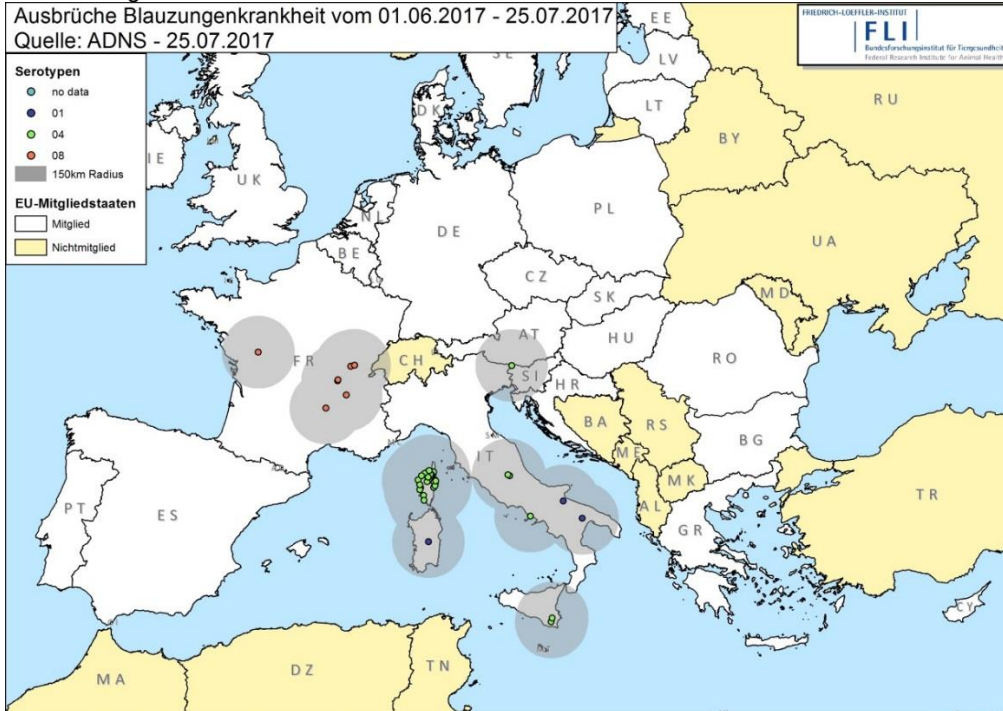 Ausbrüche Blauzungenkrankheit vom 01.06.2017 - 25.07.2017
Quelle: ADNS - 25.07.2017
FRIEDRICH-LOEFFLER-INSTITUT
FLI
Bundesforschungsinstitut für Tiergesundheit
Federal Research Institute for Animal Health
Serotypen
no data
01
04
08
150km Radius
EU-Mitgliedstaaten
Mitglied
Nichtmitglied
SE
EE
LV
LT
RU
DK
IE
UK
BY
NL
DE
PL
BE
UA
CZ
SK
MD
FR
CH
AT
HU
SI
HR
RO
BA
RS
IT
ME
BG
MK
AL
PT
ES
GR
TR
CY
MA
DZ
TN